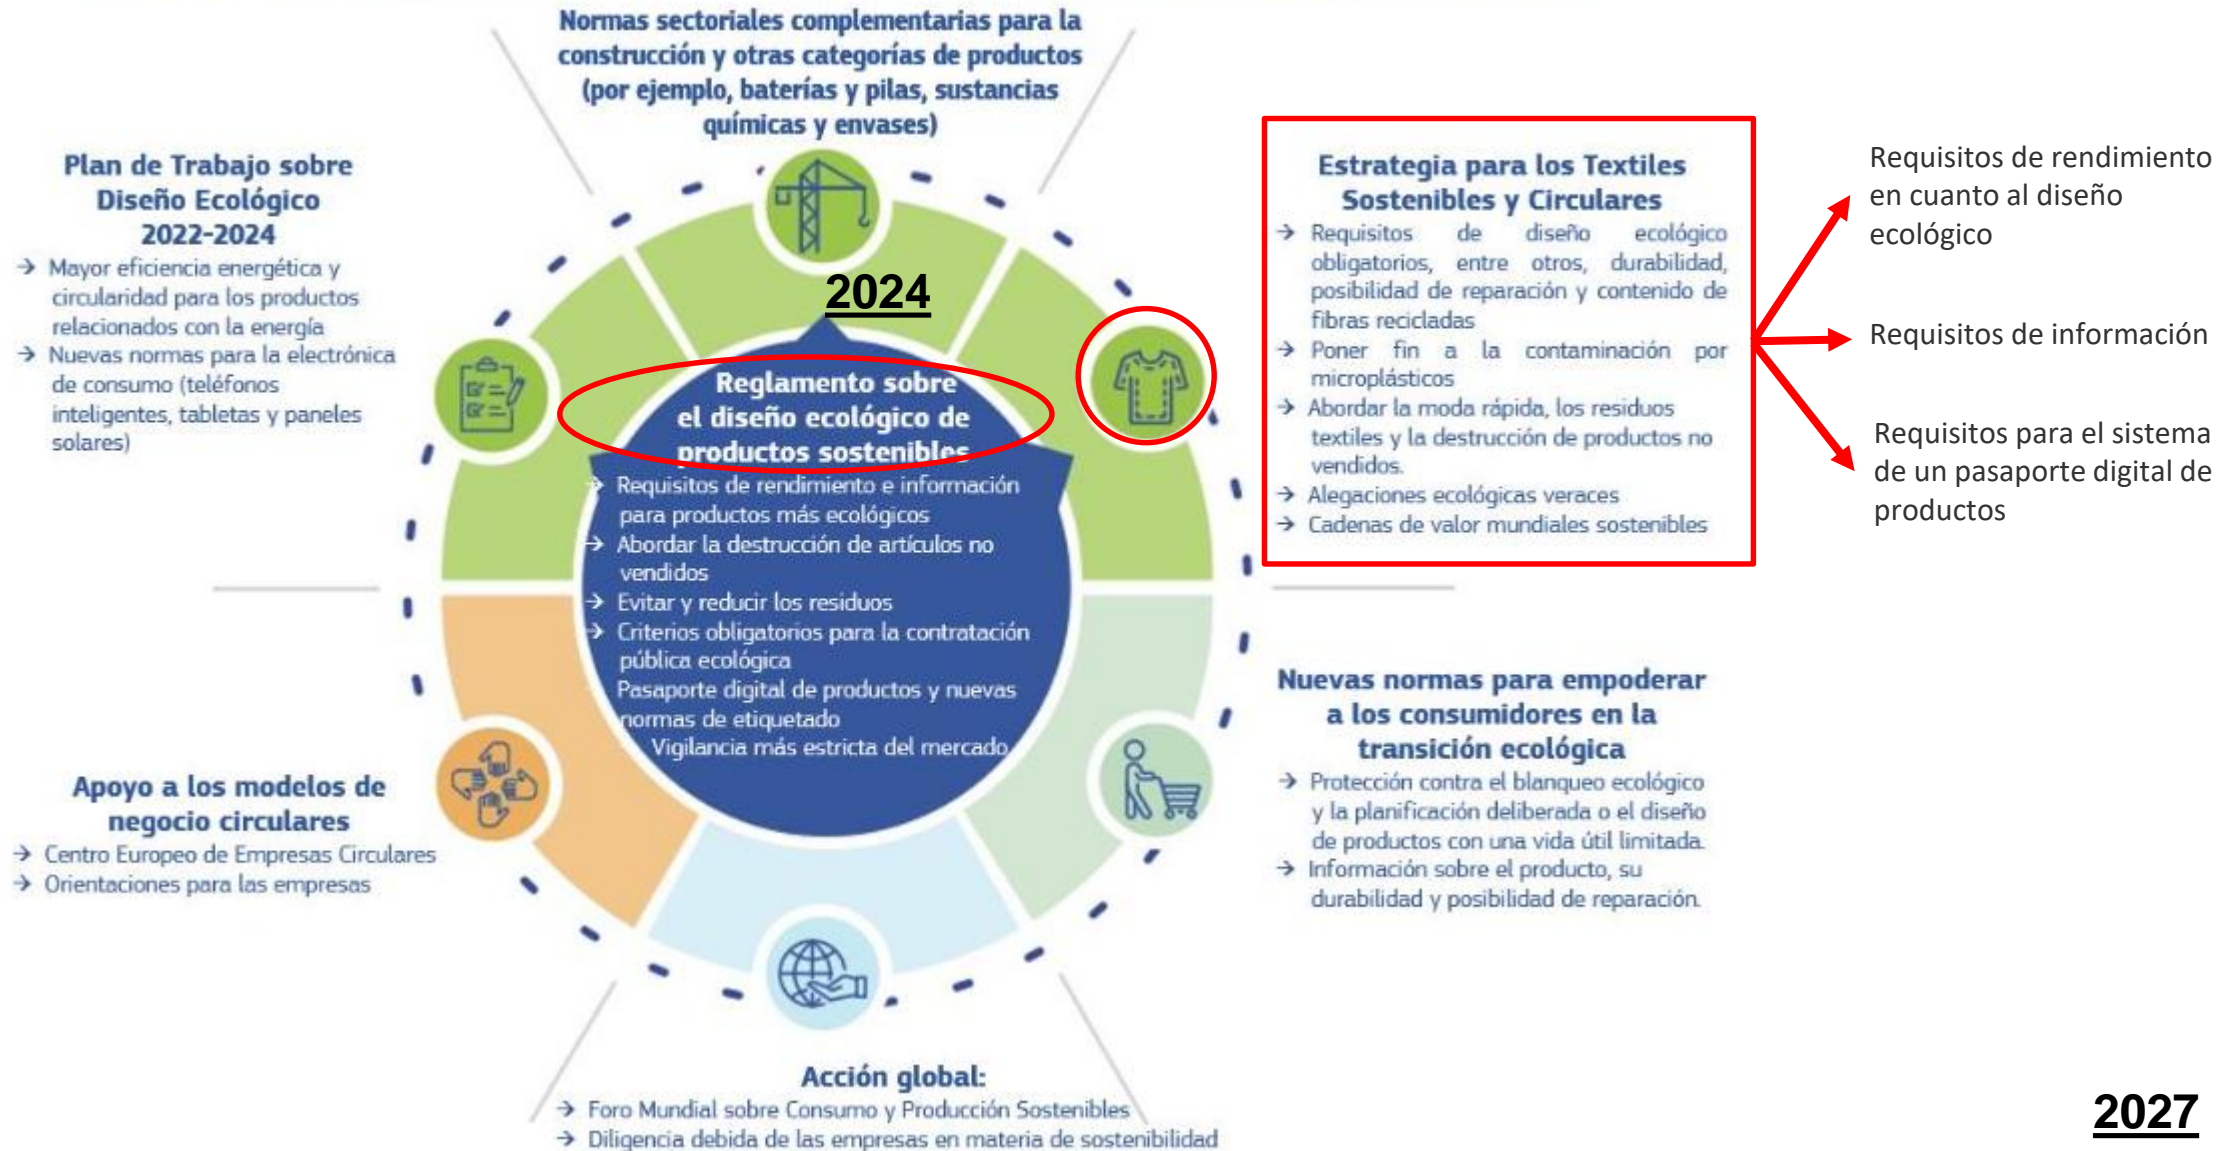 Normas sectoriales complementarias para la
construcción y otras categorías de productos
(por ejemplo, baterías y pilas, sustancias
químicas y envases)
Plan de Trabajo sobre
Diseño Ecológico
2022-2024
→ Mayor eficiencia energética y
circularidad para los productos
relacionados con la energía
→ Nuevas normas para la electrónica
de consumo (teléfonos
inteligentes, tabletas y paneles
solares)
2024
Reglamento sobre
el diseño ecológico de
productos sostenibles
→ Requisitos de rendimiento e información
para productos más ecológicos
→ Abordar la destrucción de artículos no
vendidos
→ Evitar y reducir los residuos
→ Criterios obligatorios para la contratación
pública ecológica
Pasaporte digital de productos y nuevas
normas de etiquetado
Vigilancia más estricta del mercado
Estrategia para los Textiles
Sostenibles y Circulares
→ Requisitos de diseño ecológico
obligatorios, entre otros, durabilidad,
posibilidad de reparación y contenido de
fibras recicladas
→ Poner fin a la contaminación por
microplásticos
→ Abordar la moda rápida, los residuos
textiles y la destrucción de productos no
vendidos.
→ Alegaciones ecológicas veraces
→ Cadenas de valor mundiales sostenibles
Requisitos de rendimiento
en cuanto al diseño
ecológico
Requisitos de información
Requisitos para el sistema
de un pasaporte digital de
productos
Nuevas normas para empoderar
a los consumidores en la
transición ecológica
→ Protección contra el blanqueo ecológico
y la planificación deliberada o el diseño
de productos con una vida útil limitada.
→ Información sobre el producto, su
durabilidad y posibilidad de reparación.
Apoyo a los modelos de
negocio circulares
→ Centro Europeo de Empresas Circulares
→ Orientaciones para las empresas
Acción global:
→ Foro Mundial sobre Consumo y Producción Sostenibles
→ Diligencia debida de las empresas en materia de sostenibilidad
2027